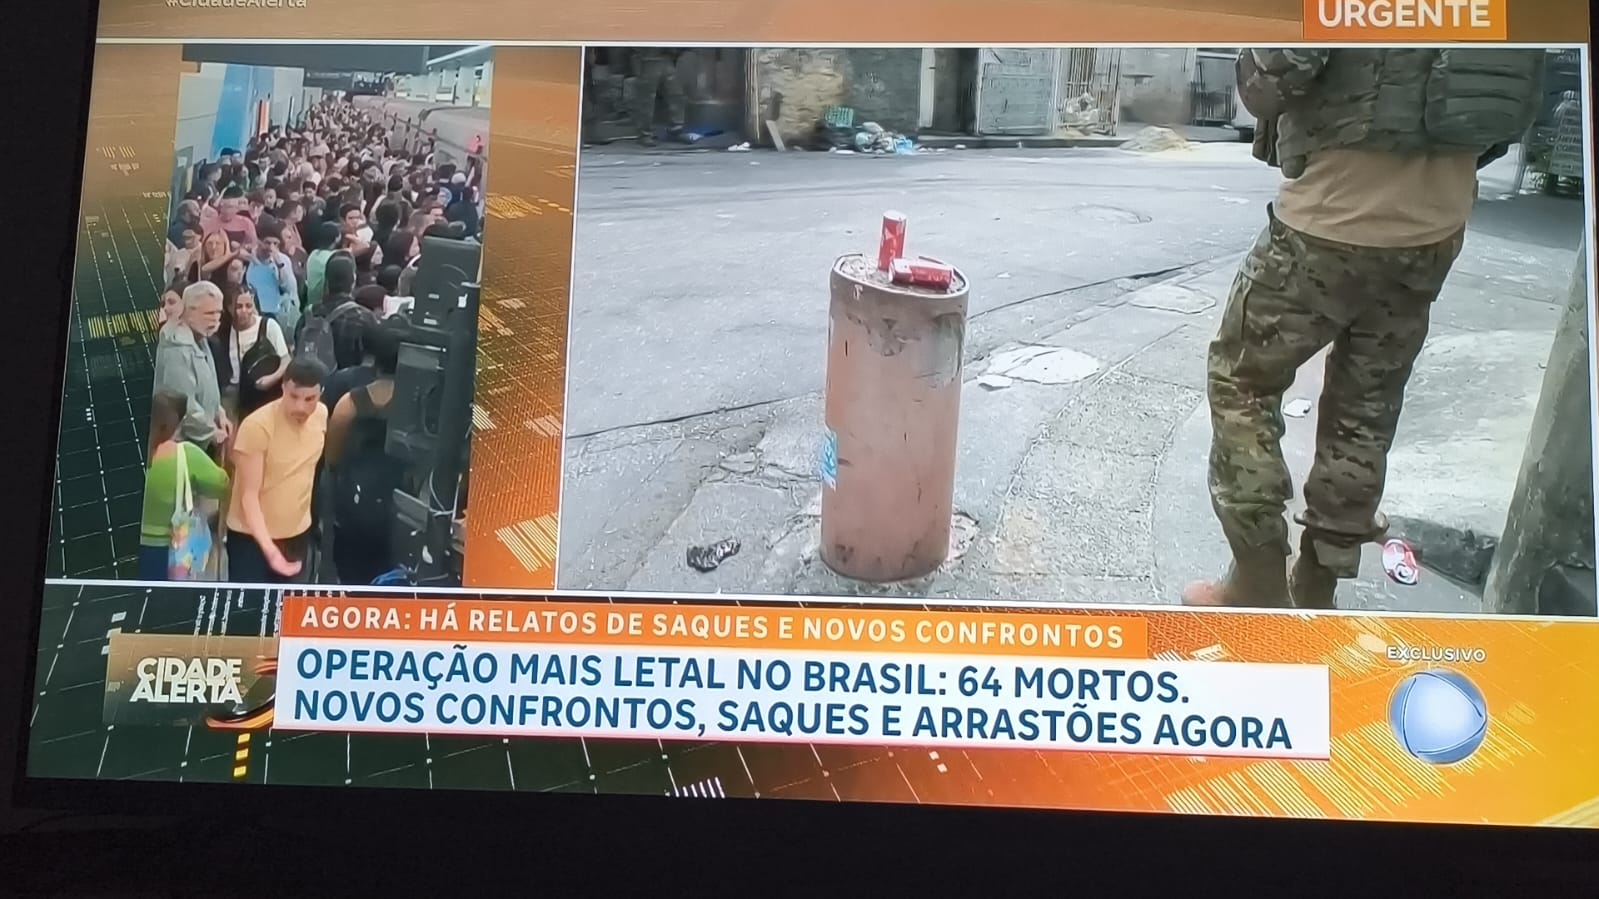 #CidadeAlerta
URGENTE
AGORA: HÁ RELATOS DE SAQUES E NOVOS CONFRONTOS
OPERAÇÃO MAIS LETAL NO BRASIL: 64 MORTOS.
NOVOS CONFRONTOS, SAQUES E ARRASTÕES AGORA
CIDADE
ALERTA
EXCLUSIVO